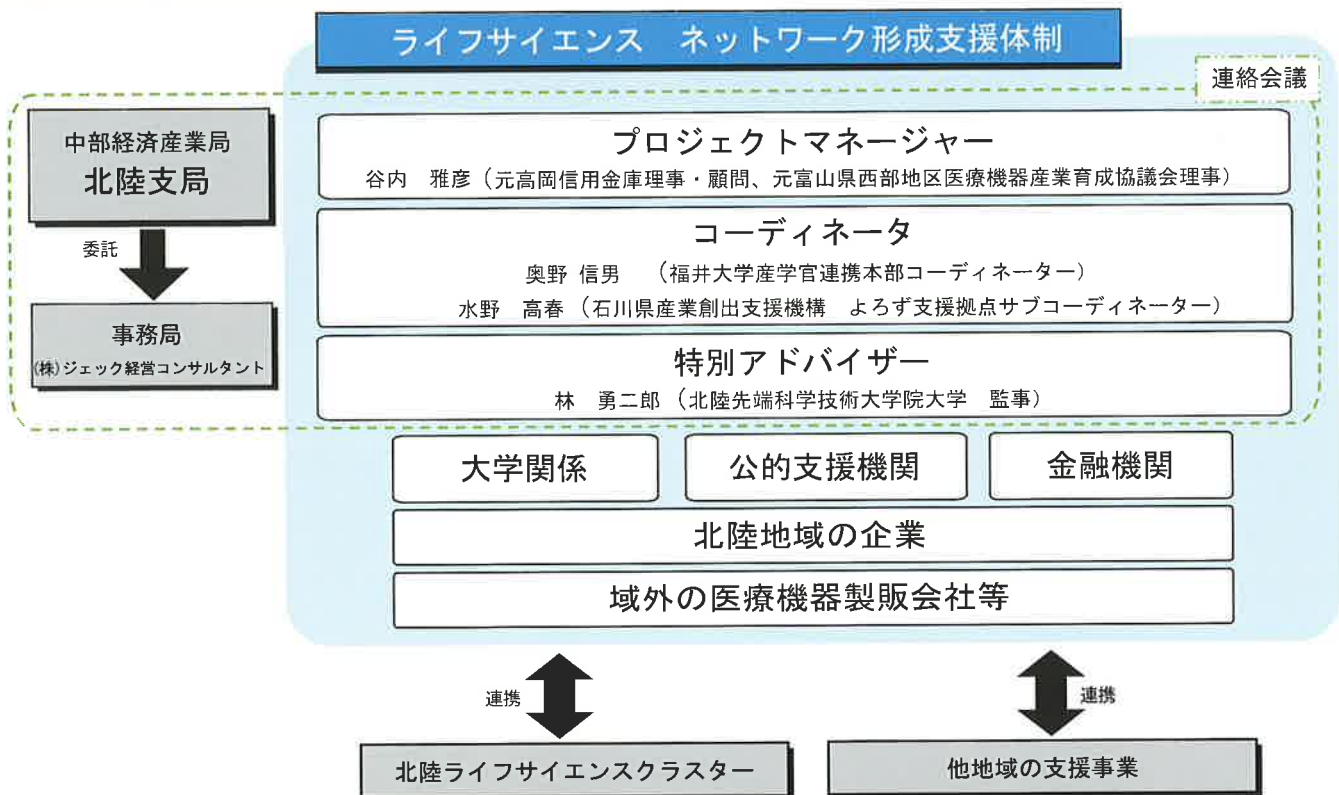 ライフサイエンス　ネットワーク形成支援体制
連絡会議
中部経済産業局
北陸支局
委託
事務局
(株)ジェック経営コンサルタント
プロジェクトマネージャー
谷内　雅彦（元高岡信用金庫理事・顧問、元富山県西部地区医療機器産業育成協議会理事）
コーディネータ
奥野 信男　（福井大学産学官連携本部コーディネーター）
水野　高春（石川県産業創出支援機構　よろず支援拠点サブコーディネーター）
特別アドバイザー
林　勇二郎（北陸先端科学技術大学院大学　監事）
大学関係
公的支援機関
金融機関
北陸地域の企業
域外の医療機器製販会社等
連携
連携
北陸ライフサイエンスクラスター
他地域の支援事業